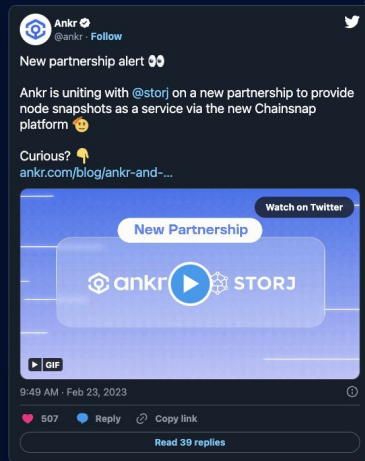 Ankr
@ankr · Follow
New partnership alert 👀
Ankr is uniting with @storj on a new partnership to provide
node snapshots as a service via the new Chainsnap
platform 🤠
Curious? 👇
ankr.com/blog/ankr-and-...
Watch on Twitter
New Partnership
ankr STORJ
GIF
9:49 AM · Feb 23, 2023
507 Reply Copy link
Read 39 replies